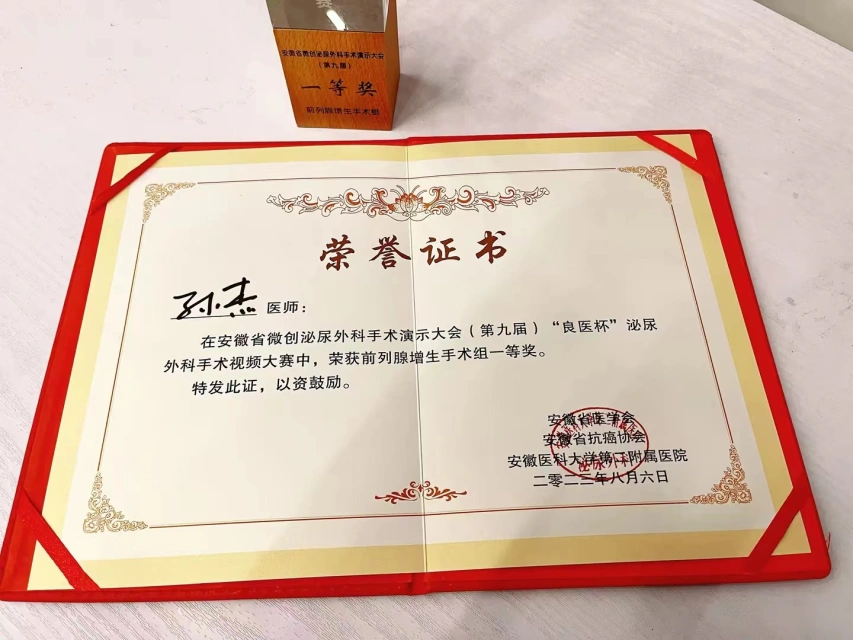 安徽省微创泌尿外科手术演示大会
（第九届）
一等奖
前列腺增生手术组
荣誉证书
孙杰 医师：
在安徽省微创泌尿外科手术演示大会（第九届）“良医杯”泌尿
外科手术视频大赛中，荣获前列腺增生手术组一等奖。
特发此证，以资鼓励。
安徽省医学会
安徽省抗癌协会
安徽医科大学第二附属医院
泌尿外科
二〇二三年八月六日